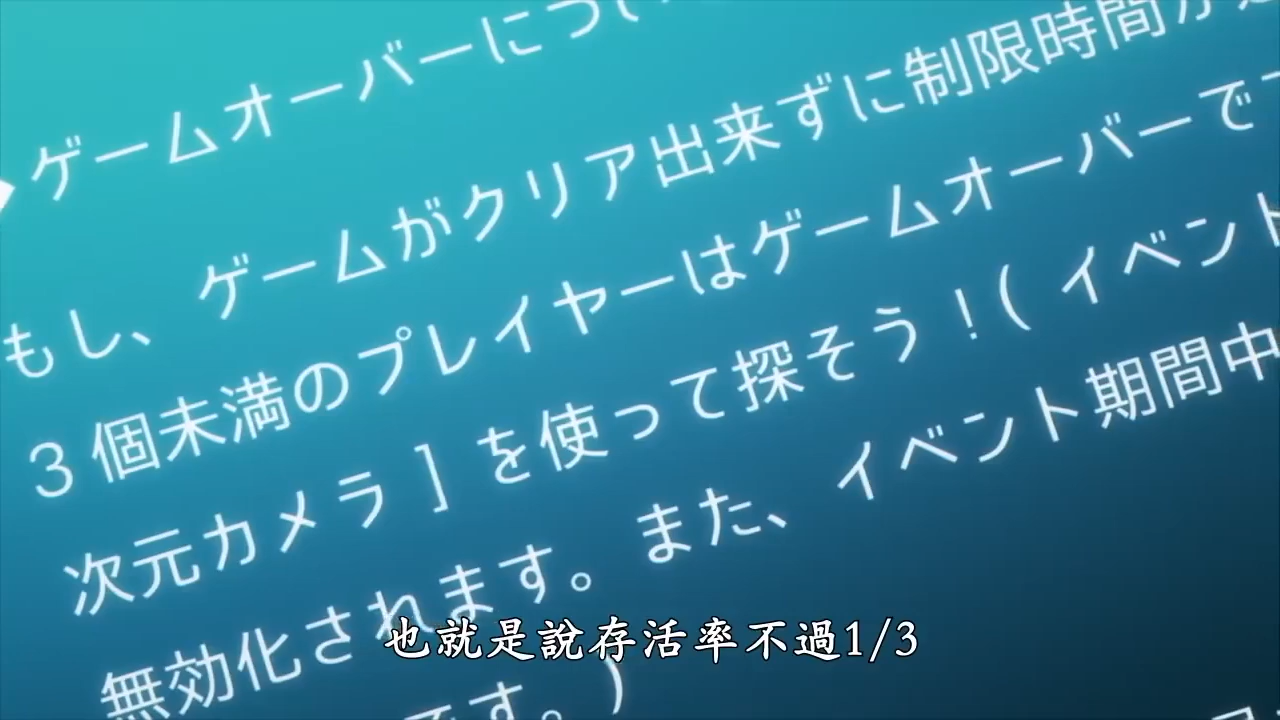 ◆ゲームオーバーについ
もし、ゲームがクリア出来ずに制限時間が
3個未満のプレイヤーはゲームオーバーで
次元カメラ］を使って探そう！（イベント
無効化されます。また、イベント期間中
です。）
也就是說存活率不過1/3